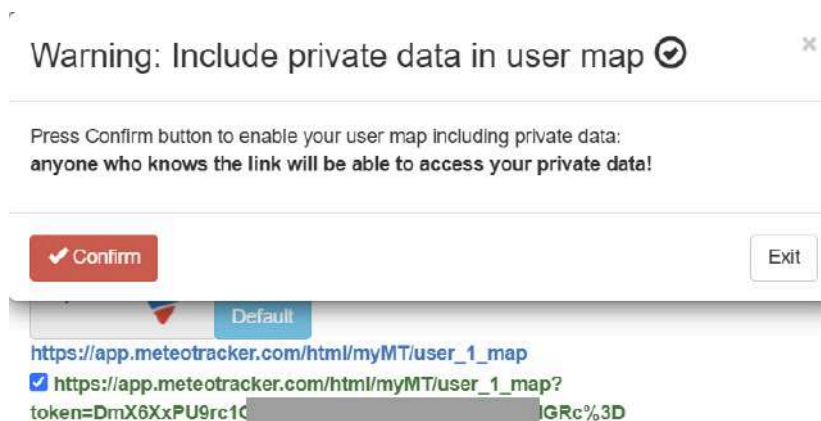 Warning: Include private data in user map
Press Confirm button to enable your user map including private data:
anyone who knows the link will be able to access your private data!
Confirm
Exit
Default
https://app.meteotracker.com/html/myMT/user_1_map
https://app.meteotracker.com/html/myMT/user_1_map?
token=DmX6XxPU9rc1 GRc%3D